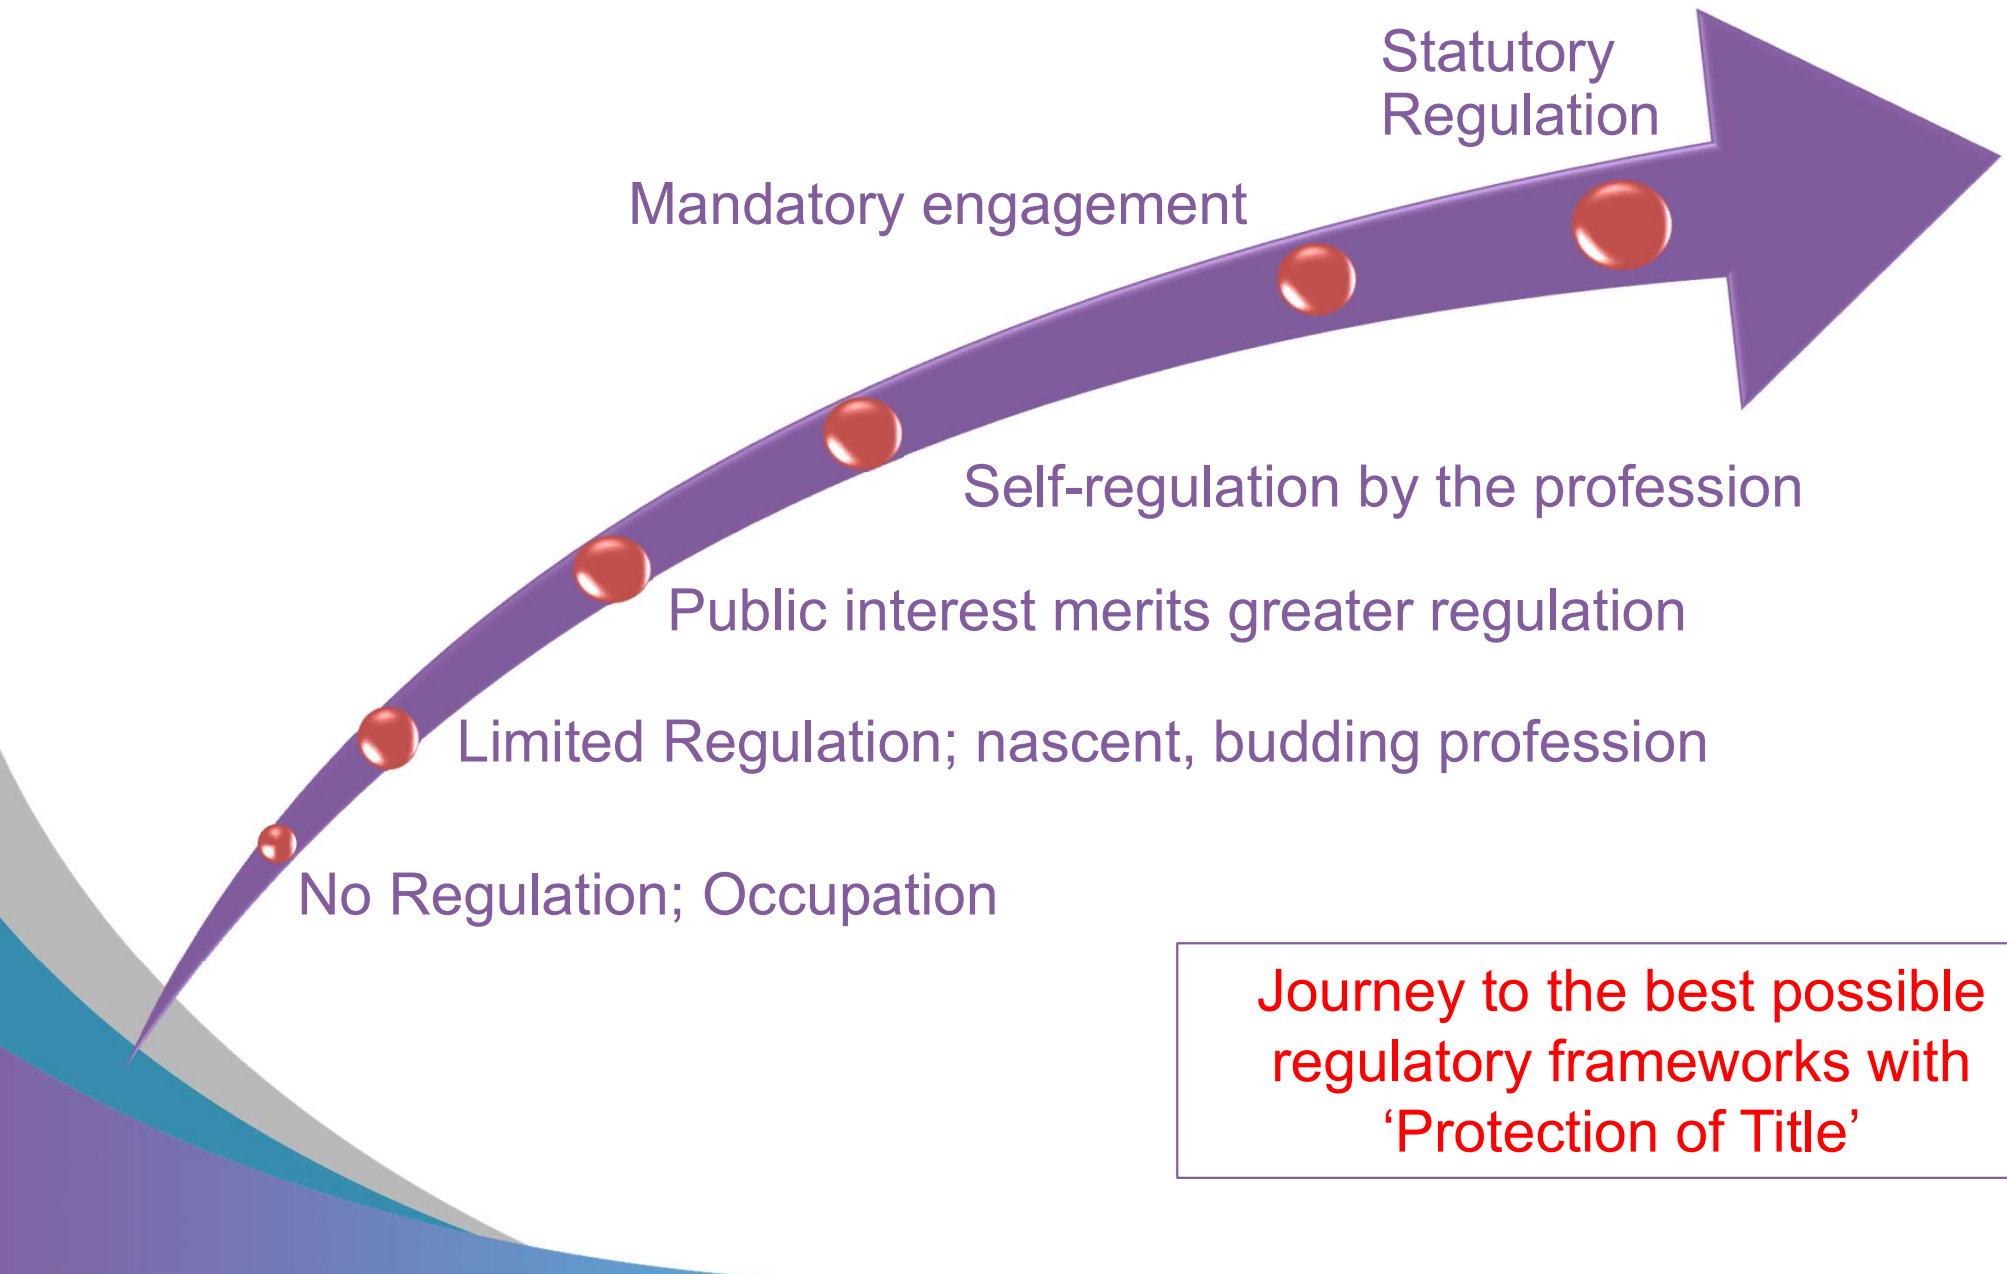 Statutory
Regulation
Mandatory engagement
Self-regulation by the profession
Public interest merits greater regulation
Limited Regulation; nascent, budding profession
No Regulation; Occupation
Journey to the best possible
regulatory frameworks with
‘Protection of Title’